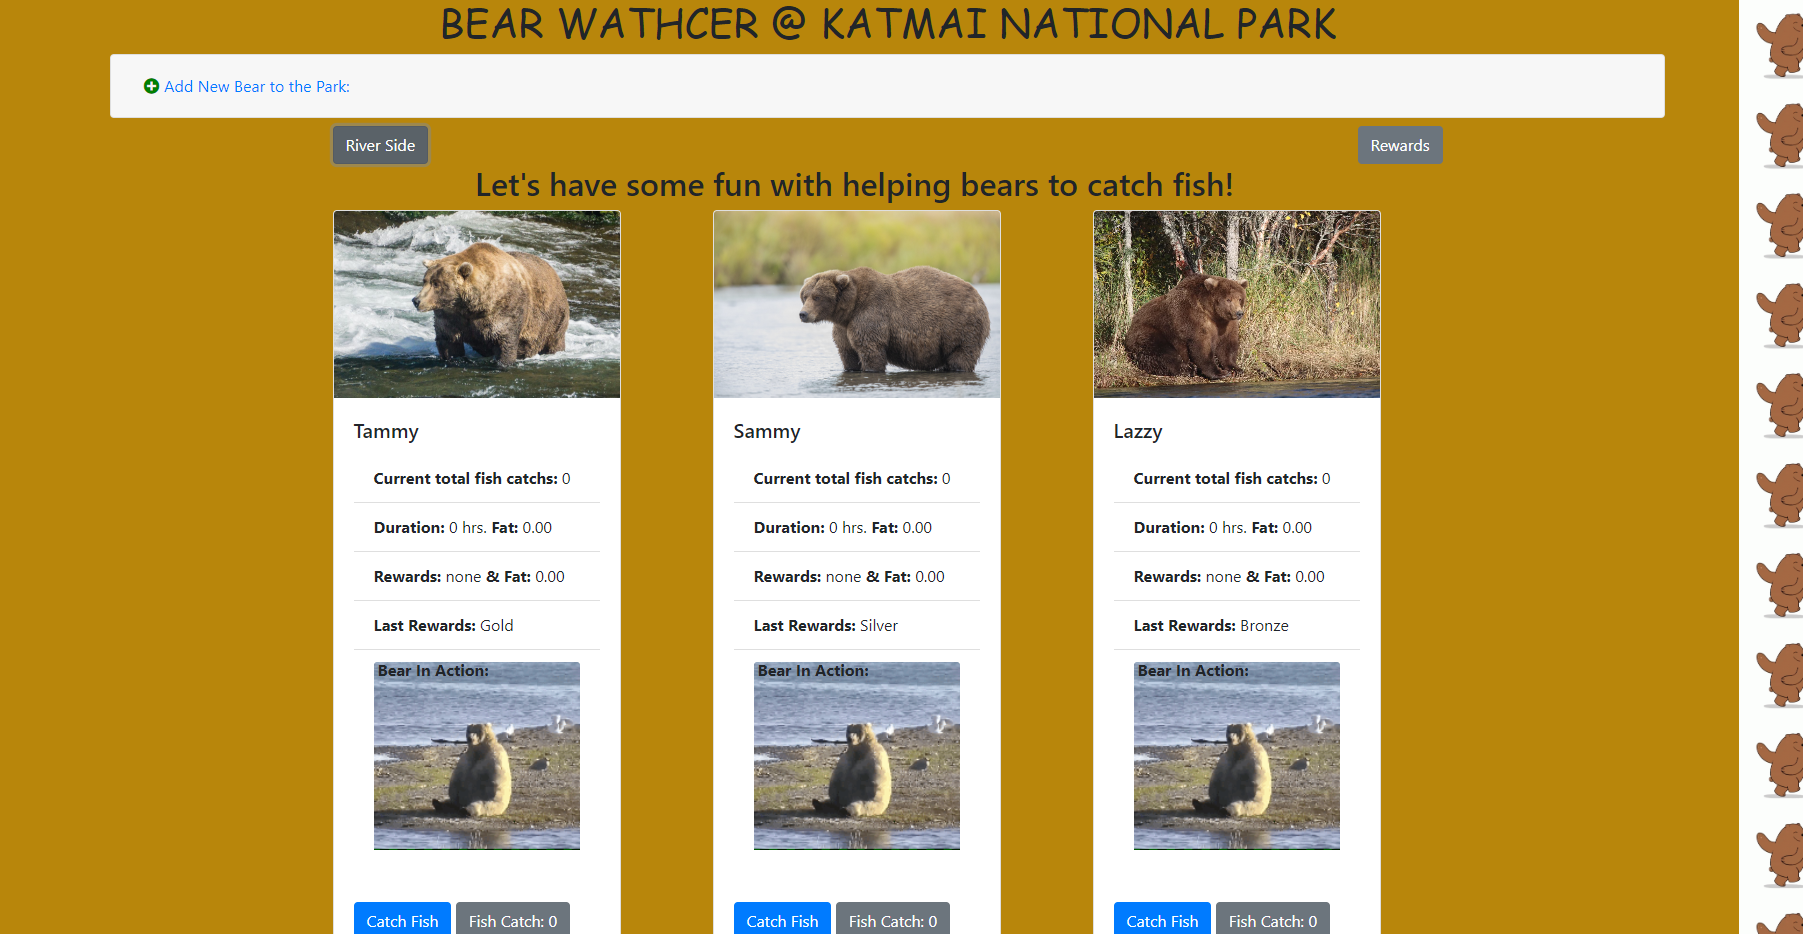 BEAR WATHCER @ KATMAI NATIONAL PARK
Add New Bear to the Park:
River Side
Rewards
Let's have some fun with helping bears to catch fish!
Tammy
Current total fish catchs: 0
Duration: 0 hrs. Fat: 0.00
Rewards: none & Fat: 0.00
Last Rewards: Gold
Bear In Action:
Catch Fish
Fish Catch: 0
Sammy
Current total fish catchs: 0
Duration: 0 hrs. Fat: 0.00
Rewards: none & Fat: 0.00
Last Rewards: Silver
Bear In Action:
Catch Fish
Fish Catch: 0
Lazzy
Current total fish catchs: 0
Duration: 0 hrs. Fat: 0.00
Rewards: none & Fat: 0.00
Last Rewards: Bronze
Bear In Action:
Catch Fish
Fish Catch: 0